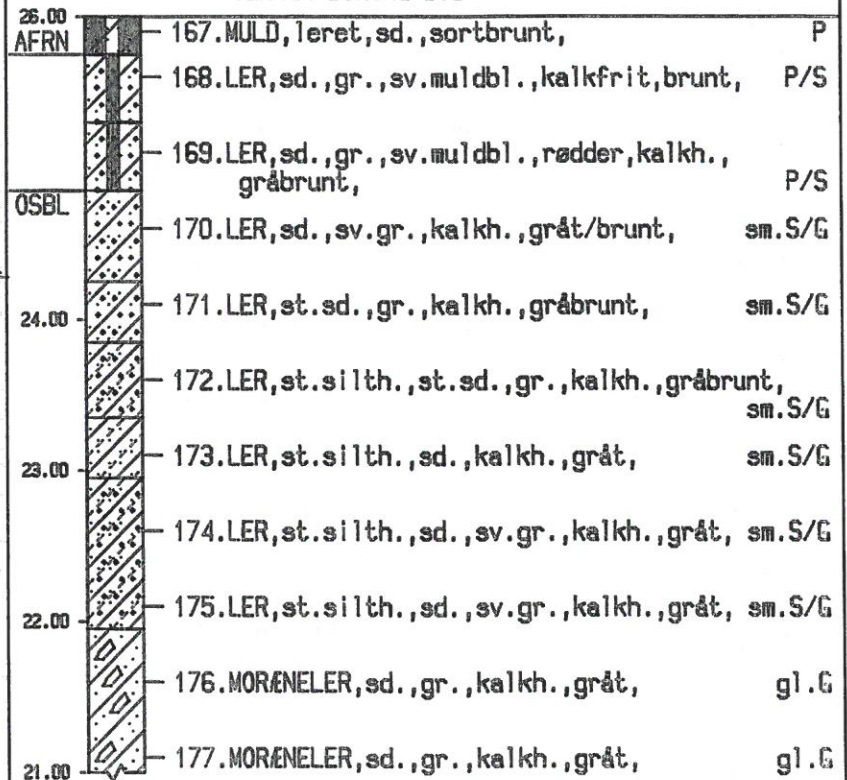 26.00
AFRN
167.MULD,leret,sd.,sortbrunt, P
168.LER,sd.,gr.,sv.muldbl.,kalkfrit,brunt, P/S
169.LER,sd.,gr.,sv.muldbl.,rødder,kalkh.,
gråbrunt, P/S
OSBL
170.LER,sd.,sv.gr.,kalkh.,gråt/brunt, sm.S/G
24.00
171.LER,st.sd.,gr.,kalkh.,gråbrunt, sm.S/G
172.LER,st.silth.,st.sd.,gr.,kalkh.,gråbrunt,
sm.S/G
23.00
173.LER,st.silth.,sd.,kalkh.,gråt, sm.S/G
174.LER,st.silth.,sd.,sv.gr.,kalkh.,gråt, sm.S/G
22.00
175.LER,st.silth.,sd.,sv.gr.,kalkh.,gråt, sm.S/G
176.MORÆNELER,sd.,gr.,kalkh.,gråt, gl.G
21.00
177.MORÆNELER,sd.,gr.,kalkh.,gråt, gl.G